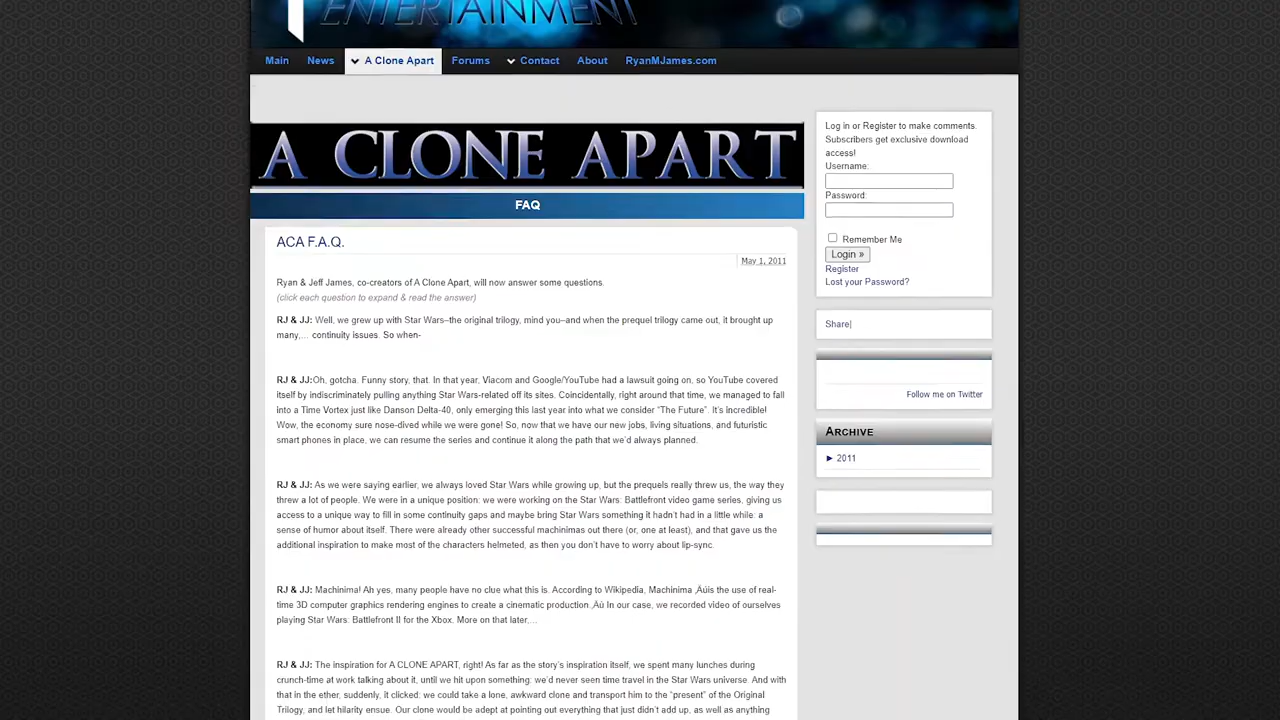 ENTERTAINMENT
Main News A Clone Apart Forums Contact About RyanMJames.com
A CLONE APART
FAQ
ACA F.A.Q.
May 1, 2011
Ryan & Jeff James, co-creators of A Clone Apart, will now answer some questions.
(click each question to expand & read the answer)
RJ & JJ: Well, we grew up with Star Wars–the original trilogy, mind you–and when the prequel trilogy came out, it brought up
many,... continuity issues. So when-
RJ & JJ:Oh, gotcha. Funny story, that. In that year, Viacom and Google/YouTube had a lawsuit going on, so YouTube covered
itself by indiscriminately pulling anything Star Wars-related off its sites. Coincidentally, right around that time, we managed to fall
into a Time Vortex just like Danson Delta-40, only emerging this last year into what we consider “The Future”. It’s incredible!
Wow, the economy sure nose-dived while we were gone! So, now that we have our new jobs, living situations, and futuristic
smart phones in place, we can resume the series and continue it along the path that we’d always planned.
RJ & JJ: As we were saying earlier, we always loved Star Wars while growing up, but the prequels really threw us, the way they
threw a lot of people. We were in a unique position: we were working on the Star Wars: Battlefront video game series, giving us
access to a unique way to fill in some continuity gaps and maybe bring Star Wars something it hadn’t had in a little while: a
sense of humor about itself. There were already other successful machinimas out there (or, one at least), and that gave us the
additional inspiration to make most of the characters helmeted, as then you don’t have to worry about lip-sync.
RJ & JJ: Machinima! Ah yes, many people have no clue what this is. According to Wikipedia, Machinima ‚Äúis the use of real-
time 3D computer graphics rendering engines to create a cinematic production.‚Äù In our case, we recorded video of ourselves
playing Star Wars: Battlefront II for the Xbox. More on that later,...
RJ & JJ: The inspiration for A CLONE APART, right! As far as the story’s inspiration itself, we spent many lunches during
crunch-time at work talking about it, until we hit upon something: we’d never seen time travel in the Star Wars universe. And with
that in the ether, suddenly, it clicked: we could take a lone, awkward clone and transport him to the “present” of the Original
Trilogy, and let hilarity ensue. Our clone would be adept at pointing out everything that just didn’t add up, as well as anything
Log in or Register to make comments.
Subscribers get exclusive download
access!
Username:
Password:
Remember Me
Login »
Register
Lost your Password?
Share|
Follow me on Twitter
Archive
► 2011